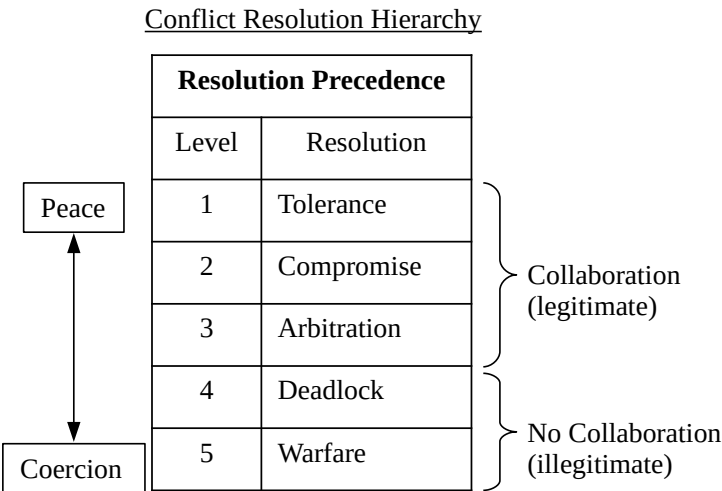 Conflict Resolution Hierarchy
Resolution Precedence
Level Resolution
Peace
1 Tolerance
2 Compromise
Collaboration
(legitimate)
3 Arbitration
4 Deadlock
No Collaboration
(illegitimate)
5 Warfare
Coercion